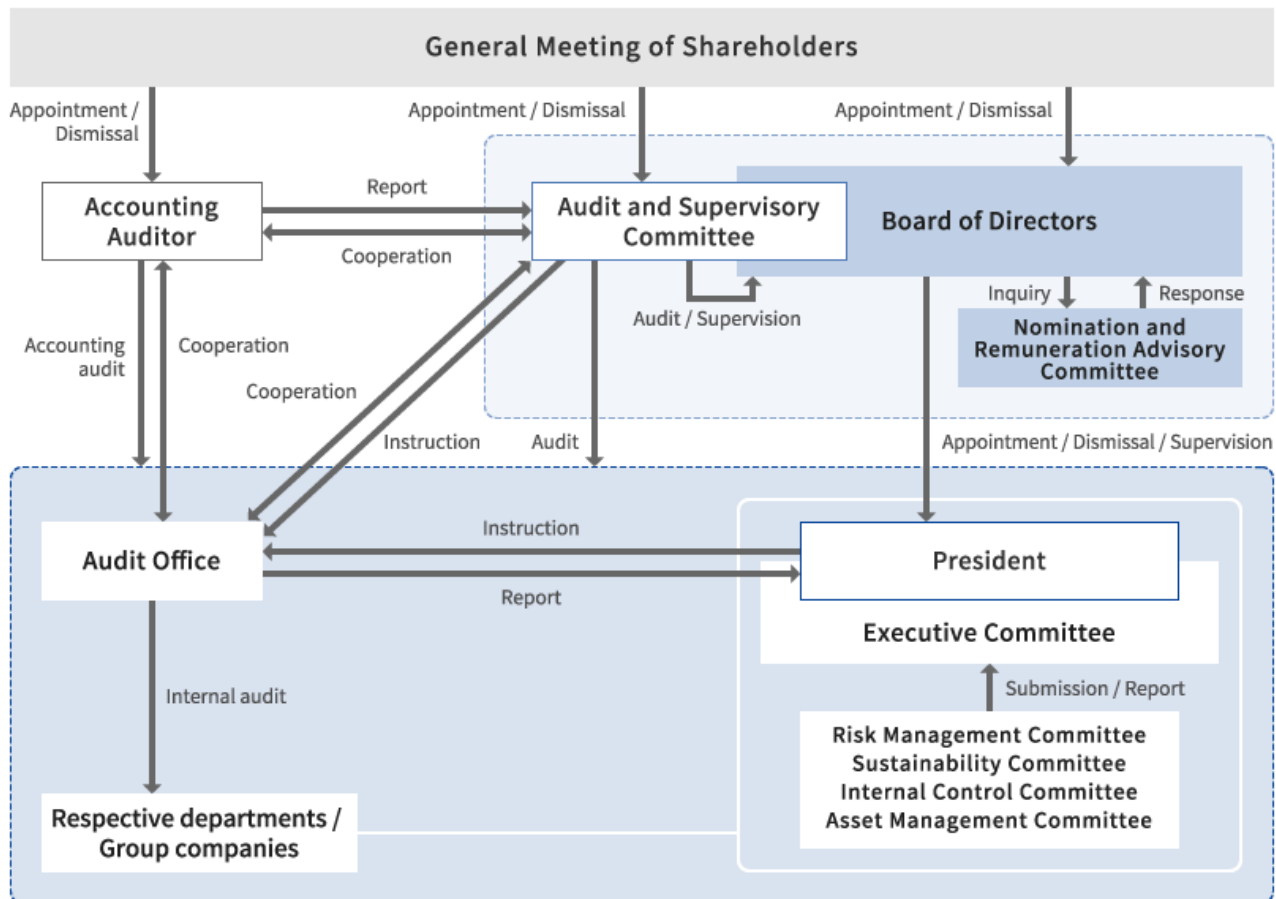 General Meeting of Shareholders
Appointment /
Dismissal
Appointment / Dismissal
Appointment / Dismissal
Accounting
Auditor
Report
Cooperation
Audit and Supervisory
Committee
Board of Directors
Audit / Supervision
Inquiry
Response
Nomination and
Remuneration Advisory
Committee
Accounting
audit
Cooperation
Cooperation
Instruction
Audit
Appointment / Dismissal / Supervision
Audit Office
Instruction
Report
President
Executive Committee
Submission / Report
Internal audit
Risk Management Committee
Sustainability Committee
Internal Control Committee
Asset Management Committee
Respective departments /
Group companies